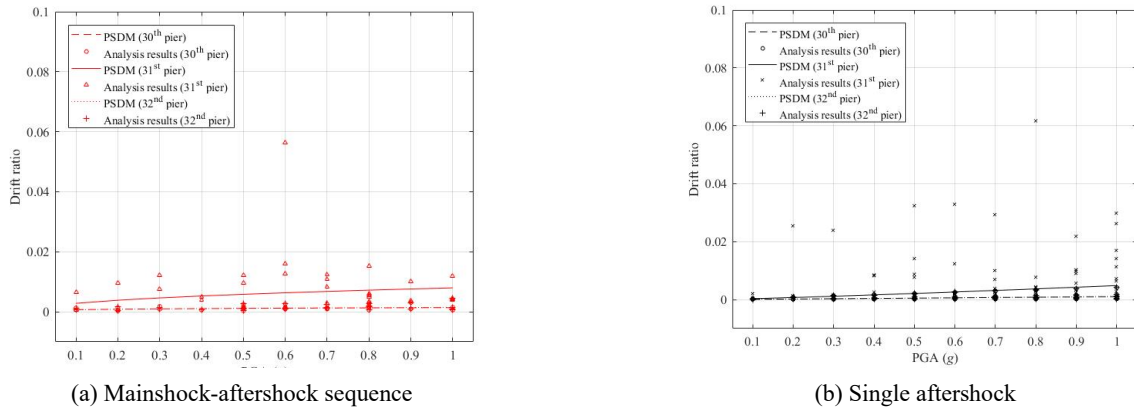 0.1
0.08
0.06
0.04
0.02
0
Drift ratio
PSDM (30th pier)
Analysis results (30th pier)
PSDM (31st pier)
Analysis results (31st pier)
PSDM (32nd pier)
Analysis results (32nd pier)
0.1 0.2 0.3 0.4 0.5 0.6 0.7 0.8 0.9 1
(a) Mainshock-aftershock sequence
0.1
0.08
0.06
0.04
0.02
0
Drift ratio
PSDM (30th pier)
Analysis results (30th pier)
PSDM (31st pier)
Analysis results (31st pier)
PSDM (32nd pier)
Analysis results (32nd pier)
0.1 0.2 0.3 0.4 0.5 0.6 0.7 0.8 0.9 1
PGA (g)
(b) Single aftershock